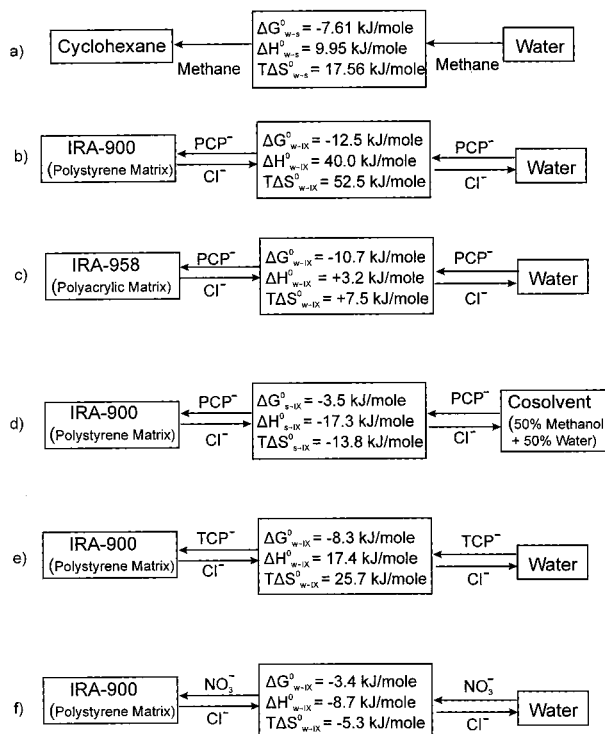 a)
Cyclohexane
Methane
ΔG⁰w-s = -7.61 kJ/mole
ΔH⁰w-s = 9.95 kJ/mole
TΔS⁰w-s = 17.56 kJ/mole
Methane
Water
b)
IRA-900
(Polystyrene Matrix)
PCP⁻
Cl⁻
ΔG⁰w-IX = -12.5 kJ/mole
ΔH⁰w-IX = 40.0 kJ/mole
TΔS⁰w-IX = 52.5 kJ/mole
PCP⁻
Cl⁻
Water
c)
IRA-958
(Polyacrylic Matrix)
PCP⁻
Cl⁻
ΔG⁰w-IX = -10.7 kJ/mole
ΔH⁰w-IX = +3.2 kJ/mole
TΔS⁰w-IX = +7.5 kJ/mole
PCP⁻
Cl⁻
Water
d)
IRA-900
(Polystyrene Matrix)
PCP⁻
Cl⁻
ΔG⁰s-IX = -3.5 kJ/mole
ΔH⁰s-IX = -17.3 kJ/mole
TΔS⁰s-IX = -13.8 kJ/mole
PCP⁻
Cl⁻
Cosolvent
(50% Methanol
+ 50% Water)
e)
IRA-900
(Polystyrene Matrix)
TCP⁻
Cl⁻
ΔG⁰w-IX = -8.3 kJ/mole
ΔH⁰w-IX = 17.4 kJ/mole
TΔS⁰w-IX = 25.7 kJ/mole
TCP⁻
Cl⁻
Water
f)
IRA-900
(Polystyrene Matrix)
NO₃⁻
Cl⁻
ΔG⁰w-IX = -3.4 kJ/mole
ΔH⁰w-IX = -8.7 kJ/mole
TΔS⁰w-IX = -5.3 kJ/mole
NO₃⁻
Cl⁻
Water